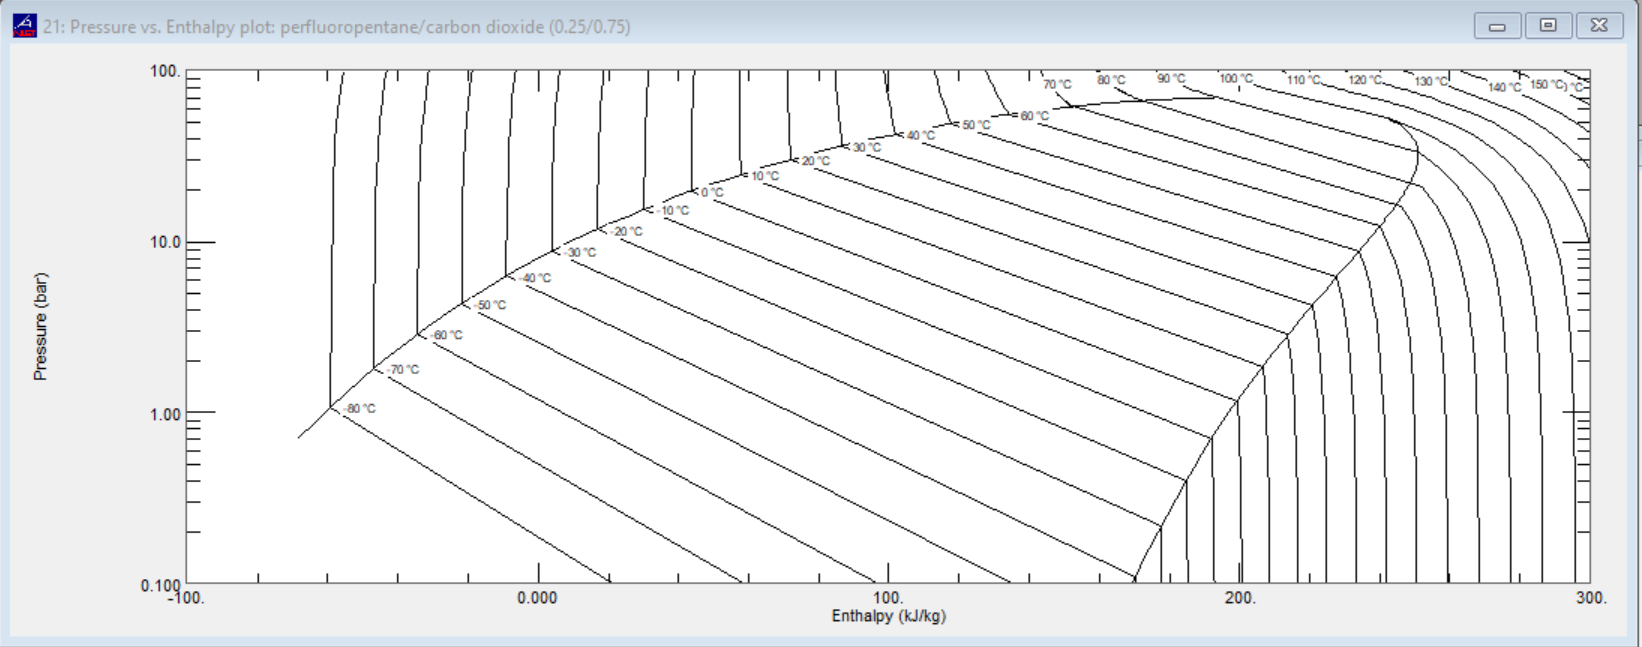 21: Pressure vs. Enthalpy plot: perfluoropentane/carbon dioxide (0.25/0.75)
100.
70 °C
80 °C
90 °C
100 °C
110 °C
120 °C
130 °C
140 °C
150 °C
60 °C
50 °C
40 °C
30 °C
20 °C
10 °C
0 °C
-10 °C
-20 °C
10.0
-30 °C
-40 °C
-50 °C
Pressure (bar)
-60 °C
-70 °C
-80 °C
1.00
0.100
-100.
0.000
100.
200.
300.
Enthalpy (kJ/kg)